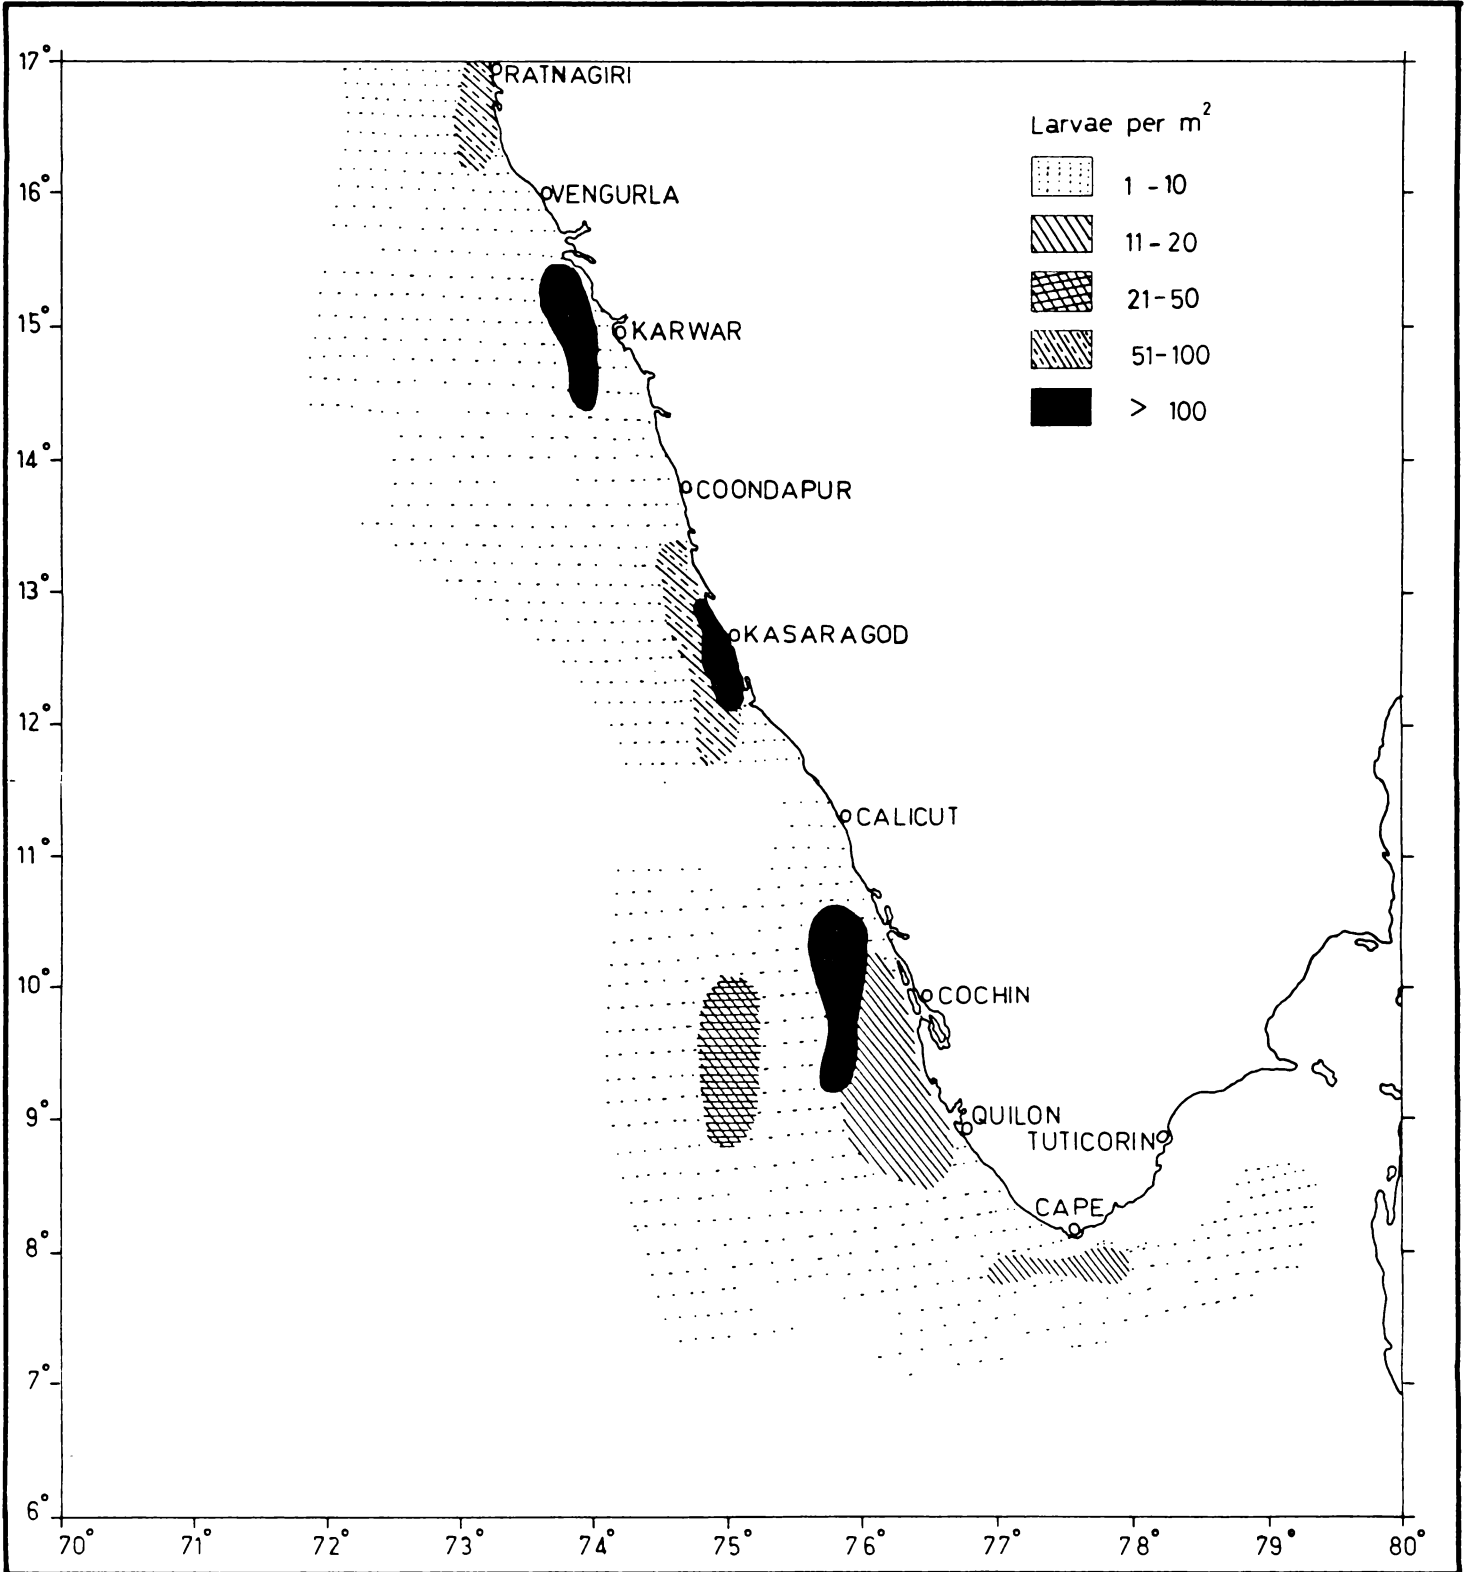 17°
RATNAGIRI
Larvae per m²
16°
VENGURLA
1 - 10
11 - 20
21 - 50
15°
KARWAR
51 - 100
> 100
14°
COONDAPUR
13°
KASARAGOD
12°
CALICUT
11°
10°
COCHIN
9°
QUILON
TUTICORIN
CAPE
8°
7°
6°
70° 71° 72° 73° 74° 75° 76° 77° 78° 79° 80°